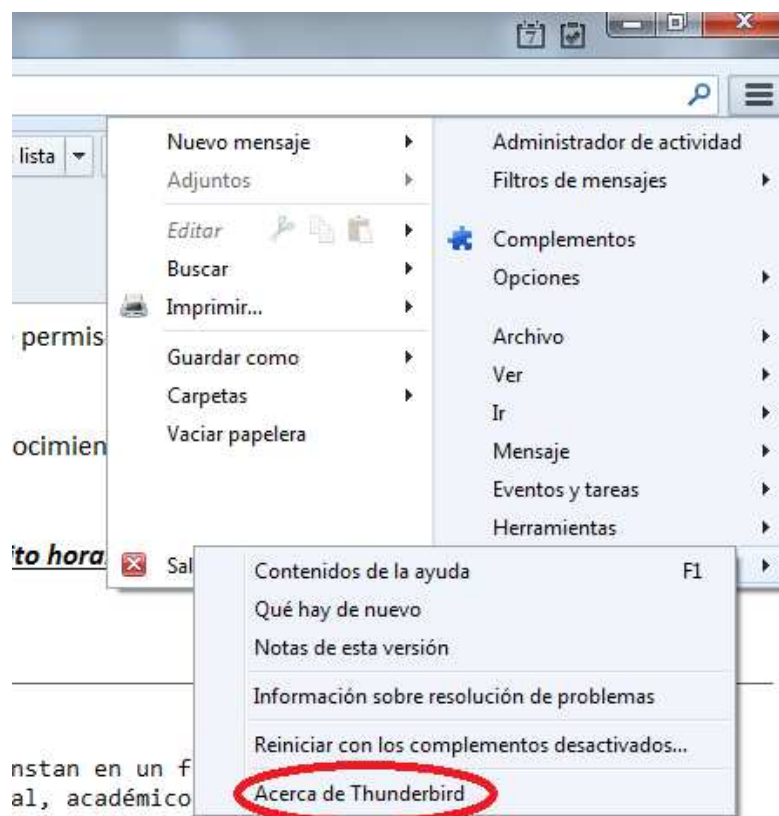 7
lista
Nuevo mensaje
Adjuntos
Editar
Buscar
Imprimir...
Guardar como
Carpetas
Vaciar papelera
Sal
Administrador de actividad
Filtros de mensajes
Complementos
Opciones
Archivo
Ver
Ir
Mensaje
Eventos y tareas
Herramientas
Contenidos de la ayuda F1
Qué hay de nuevo
Notas de esta versión
Información sobre resolución de problemas
Reiniciar con los complementos desactivados...
Acerca de Thunderbird
permis
ocimien
ito hora
nstan en un f
al, académico